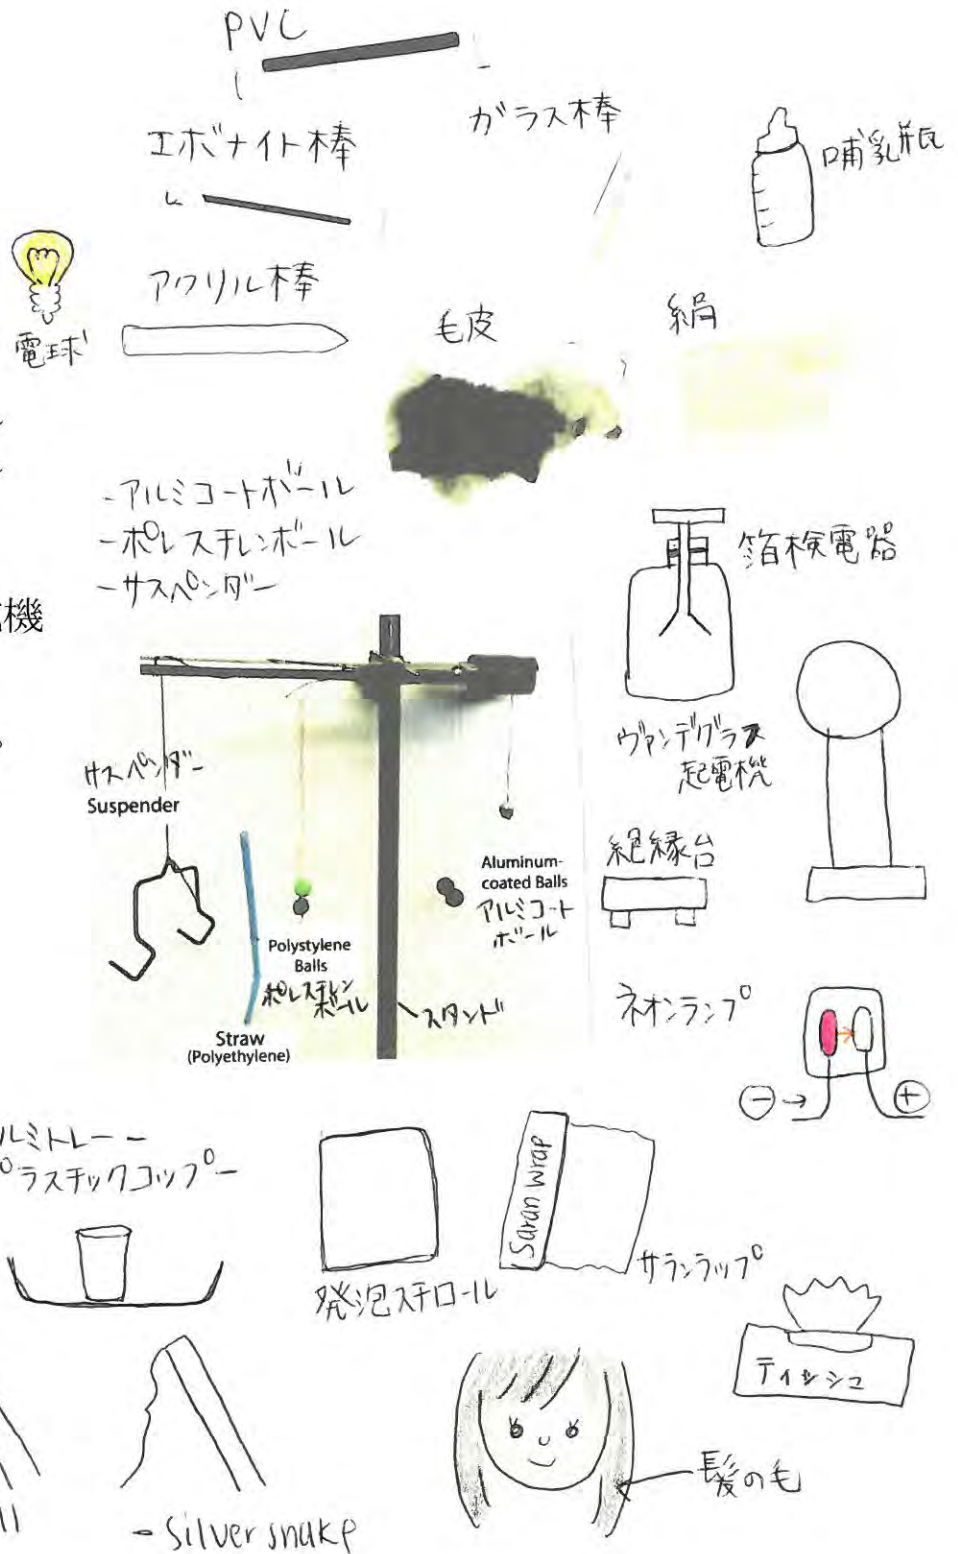 PVC
ガラス棒
エボナイト棒
哺乳瓶
アクリル棒
電球
毛皮
絹
-アルミコートボール
-ポレスチレンボール
-サスペンダー
箔検電器
機
ヴァンデグラフ
起電機
サスペンダー
Suspender
絶縁台
Aluminum-
coated Balls
アルミコート
ボール
Polystylene
Balls
ポレスチレン
ボール
スタンド
Straw
(Polyethylene)
ネオンランプ
⊖→
⊕
ルミトレー-
プラスチックコップ-
Saran Wrap
サランラップ
発泡スチロール
ティッシュ
髪の毛
-silver snake